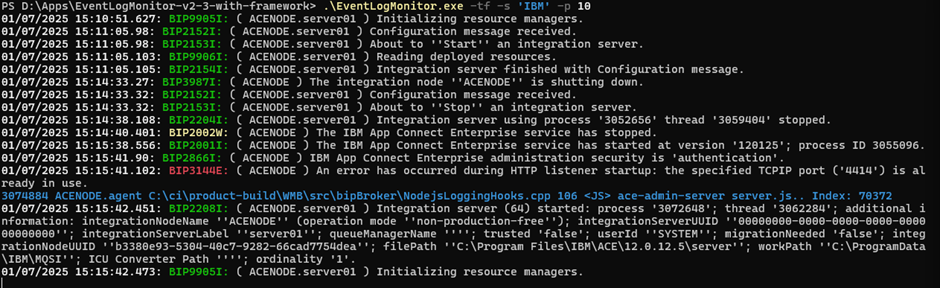 PS D:\Apps\EventLogMonitor-v2-3-with-framework> .\EventLogMonitor.exe -tf -s 'IBM' -p 10
01/07/2025 15:10:51.627: BIP9905I: ( ACENODE.server01 ) Initializing resource managers.
01/07/2025 15:11:05.98: BIP2152I: ( ACENODE.server01 ) Configuration message received.
01/07/2025 15:11:05.98: BIP2153I: ( ACENODE.server01 ) About to ''Start'' an integration server.
01/07/2025 15:11:05.103: BIP9906I: ( ACENODE.server01 ) Reading deployed resources.
01/07/2025 15:11:05.105: BIP2154I: ( ACENODE.server01 ) Integration server finished with Configuration message.
01/07/2025 15:14:33.27: BIP3987I: ( ACENODE ) The integration node ''ACENODE'' is shutting down.
01/07/2025 15:14:33.32: BIP2152I: ( ACENODE.server01 ) Configuration message received.
01/07/2025 15:14:33.32: BIP2153I: ( ACENODE.server01 ) About to ''Stop'' an integration server.
01/07/2025 15:14:38.108: BIP2204I: ( ACENODE.server01 ) Integration server using process '3052656' thread '3059404' stopped.
01/07/2025 15:14:40.401: BIP2002W: ( ACENODE ) The IBM App Connect Enterprise service has stopped.
01/07/2025 15:15:38.556: BIP2001I: ( ACENODE ) The IBM App Connect Enterprise service has started at version '120125'; process ID 3055096.
01/07/2025 15:15:41.90: BIP2866I: ( ACENODE ) IBM App Connect Enterprise administration security is 'authentication'.
01/07/2025 15:15:41.102: BIP3144E: ( ACENODE ) An error has occurred during HTTP listener startup: the specified TCPIP port ('4414') is al
ready in use.
3074884 ACENODE.agent C:\ci\product-build\WMB\src\bipBroker\NodejsLoggingHooks.cpp 106 <JS> ace-admin-server server.js.. Index: 70372
01/07/2025 15:15:42.451: BIP2208I: ( ACENODE.server01 ) Integration server (64) started: process '3072648'; thread '3062284'; additional i
nformation: integrationNodeName ''ACENODE'' (operation mode ''non-production-free''); integrationServerUUID ''00000000-0000-0000-0000-0000
00000000''; integrationServerLabel ''server01''; queueManagerName ''''; trusted 'false'; userId ''SYSTEM''; migrationNeeded 'false'; integ
rationNodeUUID ''b3380e93-5304-40c7-9282-66cad7754dea''; filePath ''C:\Program Files\IBM\ACE\12.0.12.5\server''; workPath ''C:\ProgramData
\IBM\MQSI''; ICU Converter Path ''''; ordinality '1'.
01/07/2025 15:15:42.473: BIP9905I: ( ACENODE.server01 ) Initializing resource managers.